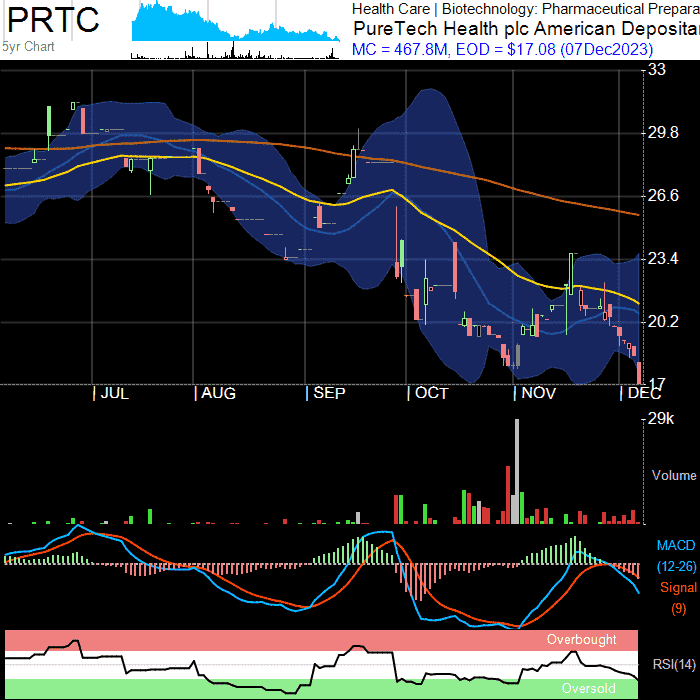 PRTC
5yr Chart
Health Care | Biotechnology: Pharmaceutical Prepara
PureTech Health plc American Depositar
MC = 467.8M, EOD = $17.08 (07Dec2023)
33
29.8
26.6
23.4
20.2
17
| JUL | AUG | SEP | OCT | NOV | DEC
29k
Volume
MACD
(12-26)
Signal
(9)
Overbought
RSI(14)
Oversold